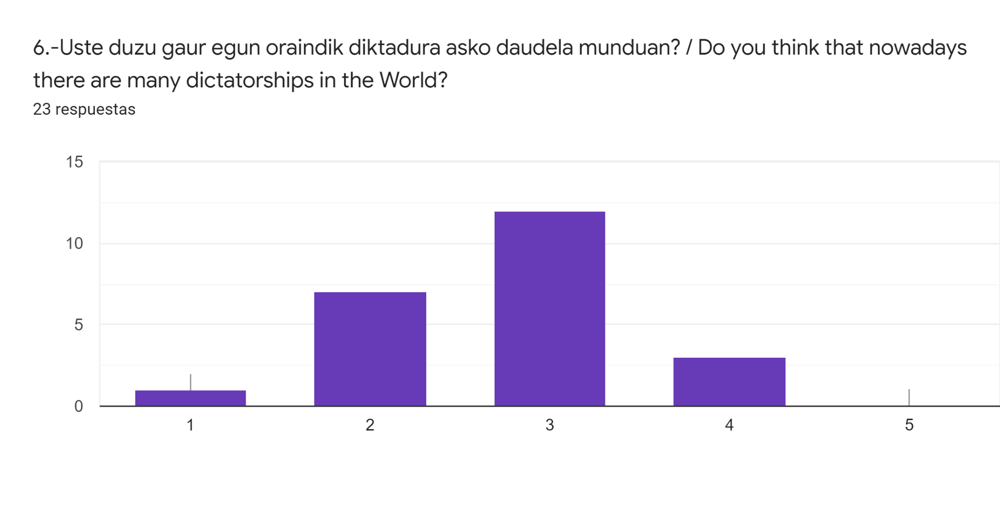 6.-Uste duzu gaur egun oraindik diktadura asko daudela munduan? / Do you think that nowadays
there are many dictatorships in the World?
23 respuestas
15
10
5
0
1 2 3 4 5